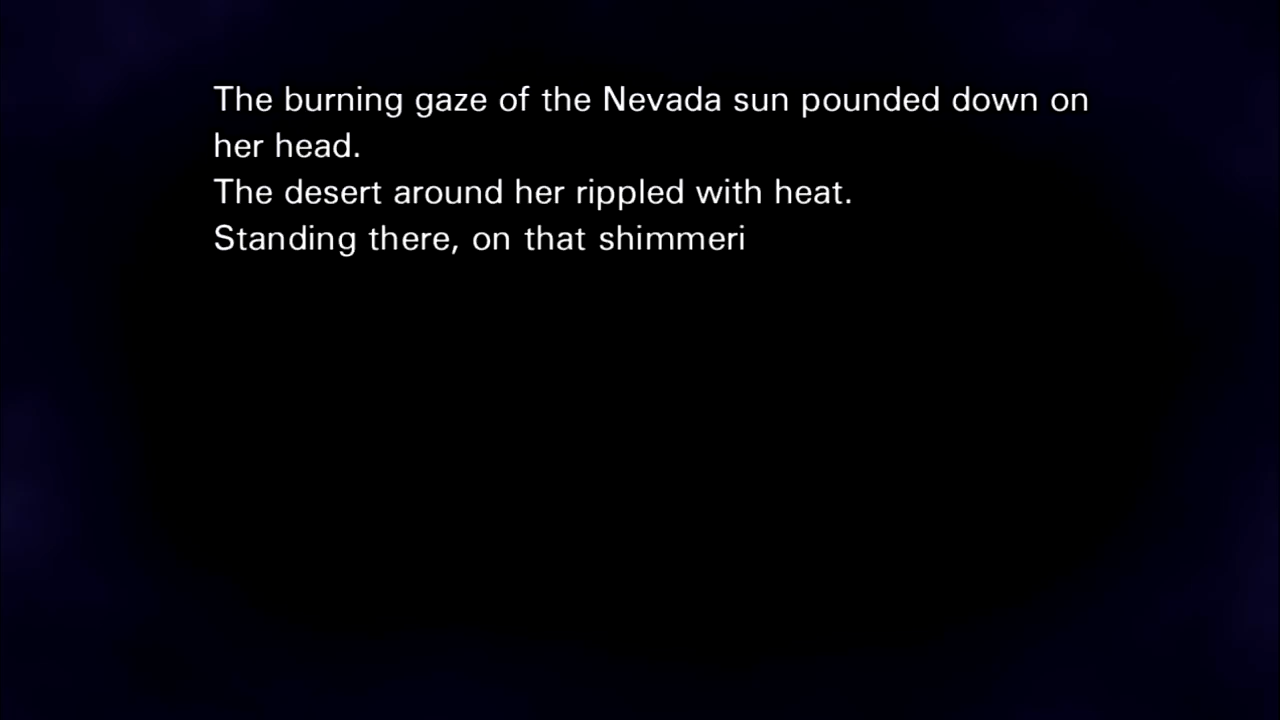 The burning gaze of the Nevada sun pounded down on
her head.
The desert around her rippled with heat.
Standing there, on that shimmeri